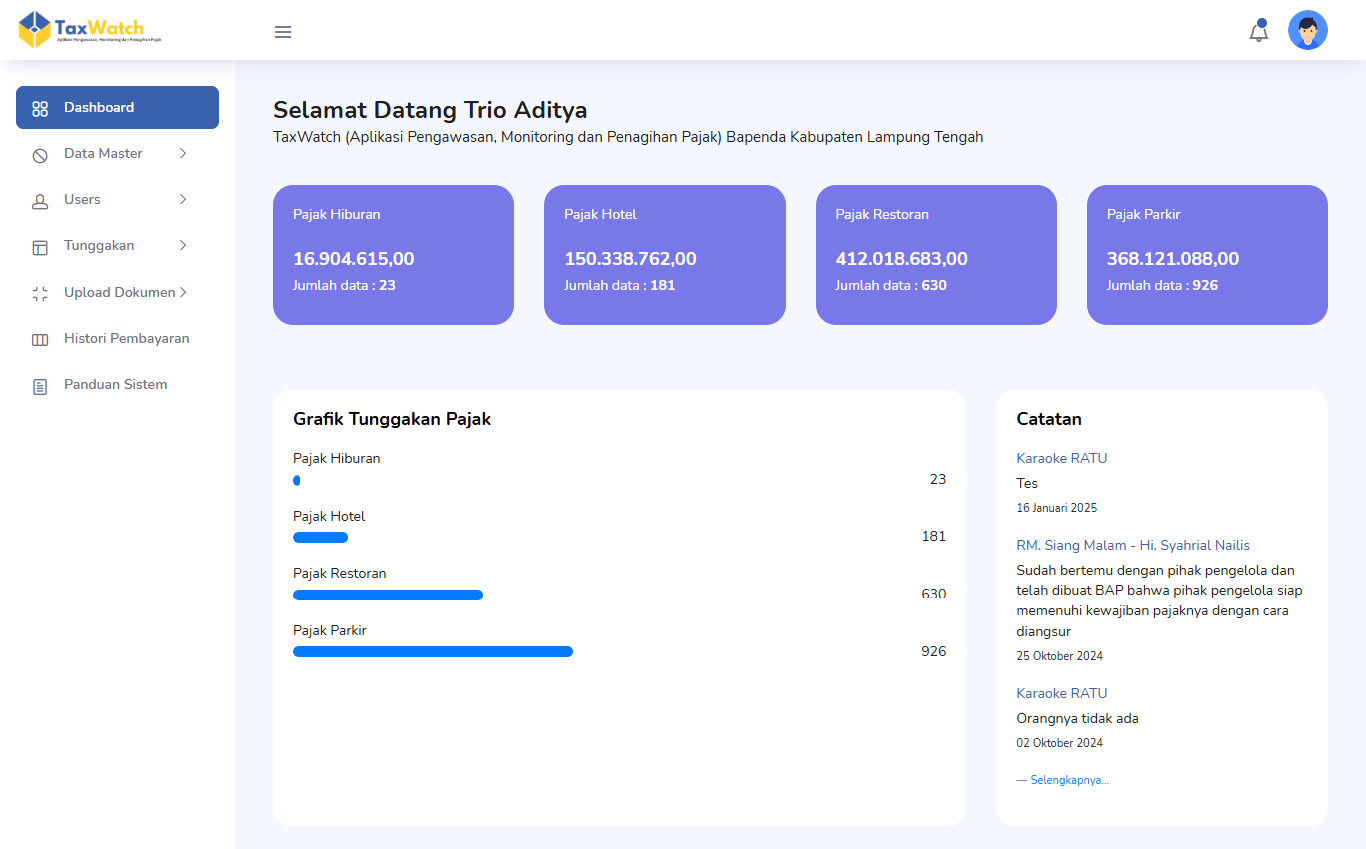 TaxWatch
Aplikasi Pengawasan, Monitoring dan Penagihan Pajak
Dashboard
Data Master
Users
Tunggakan
Upload Dokumen
Histori Pembayaran
Panduan Sistem
Selamat Datang Trio Aditya
TaxWatch (Aplikasi Pengawasan, Monitoring dan Penagihan Pajak) Bapenda Kabupaten Lampung Tengah
Pajak Hiburan
16.904.615,00
Jumlah data : 23
Pajak Hotel
150.338.762,00
Jumlah data : 181
Pajak Restoran
412.018.683,00
Jumlah data : 630
Pajak Parkir
368.121.088,00
Jumlah data : 926
Grafik Tunggakan Pajak
Pajak Hiburan
23
Pajak Hotel
181
Pajak Restoran
630
Pajak Parkir
926
Catatan
Karaoke RATU
Tes
16 Januari 2025
RM. Siang Malam - Hi. Syahrial Nailis
Sudah bertemu dengan pihak pengelola dan
telah dibuat BAP bahwa pihak pengelola siap
memenuhi kewajiban pajaknya dengan cara
diangsur
25 Oktober 2024
Karaoke RATU
Orangnya tidak ada
02 Oktober 2024
— Selengkapnya...